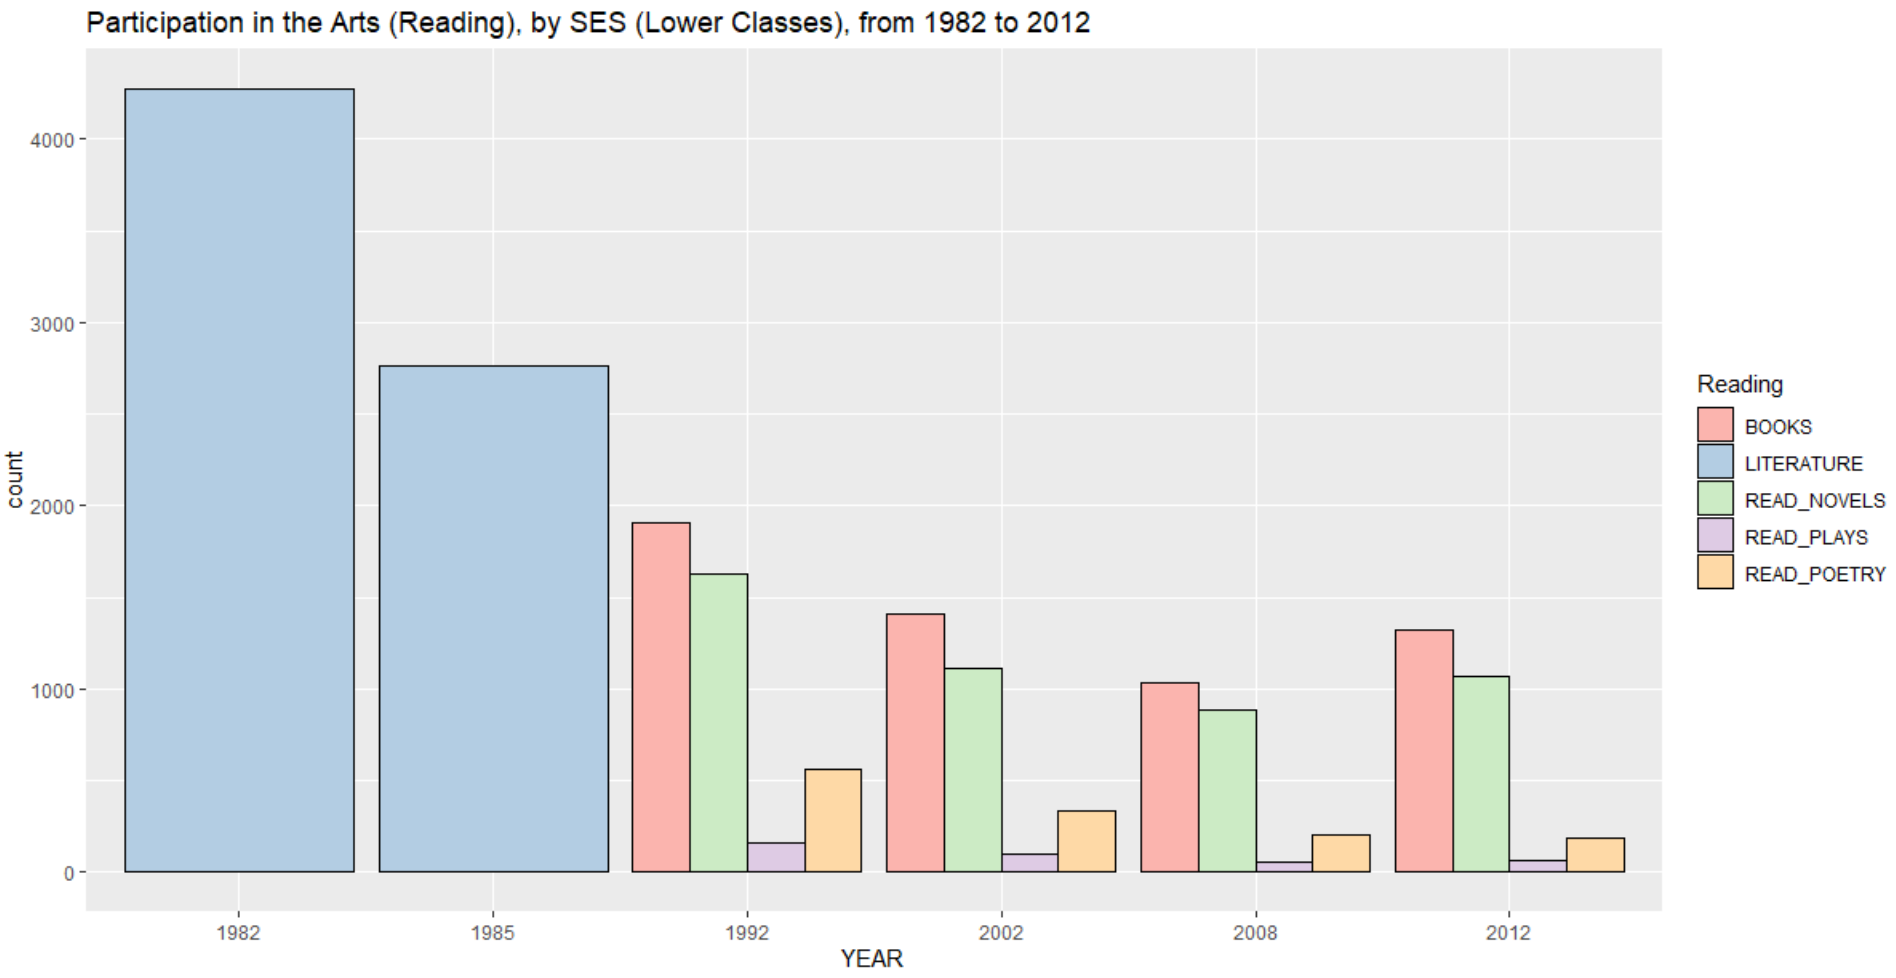 Participation in the Arts (Reading), by SES (Lower Classes), from 1982 to 2012
count
4000
3000
2000
1000
0
1982 1985 1992 2002 2008 2012
YEAR
Reading
BOOKS
LITERATURE
READ_NOVELS
READ_PLAYS
READ_POETRY